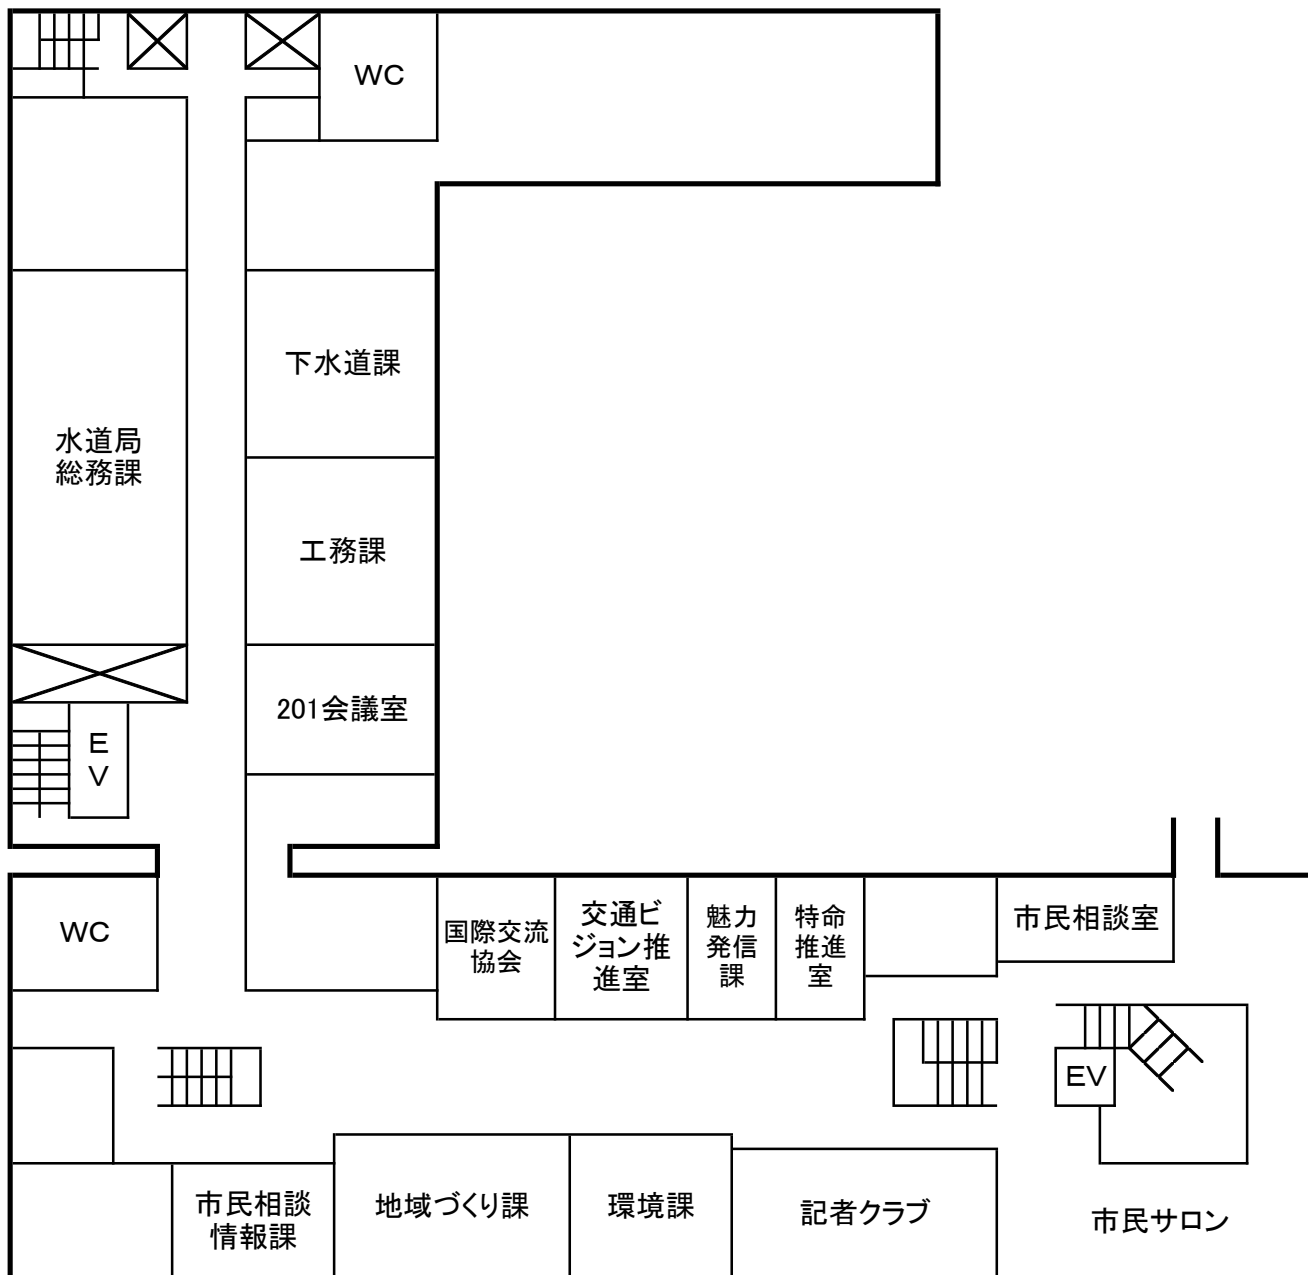 WC
下水道課
水道局
総務課
工務課
201会議室
E
V
WC
国際交流
協会
交通ビ
ジョン推
進室
魅力
発信
課
特命
推進
室
市民相談室
EV
市民相談
情報課
地域づくり課
環境課
記者クラブ
市民サロン